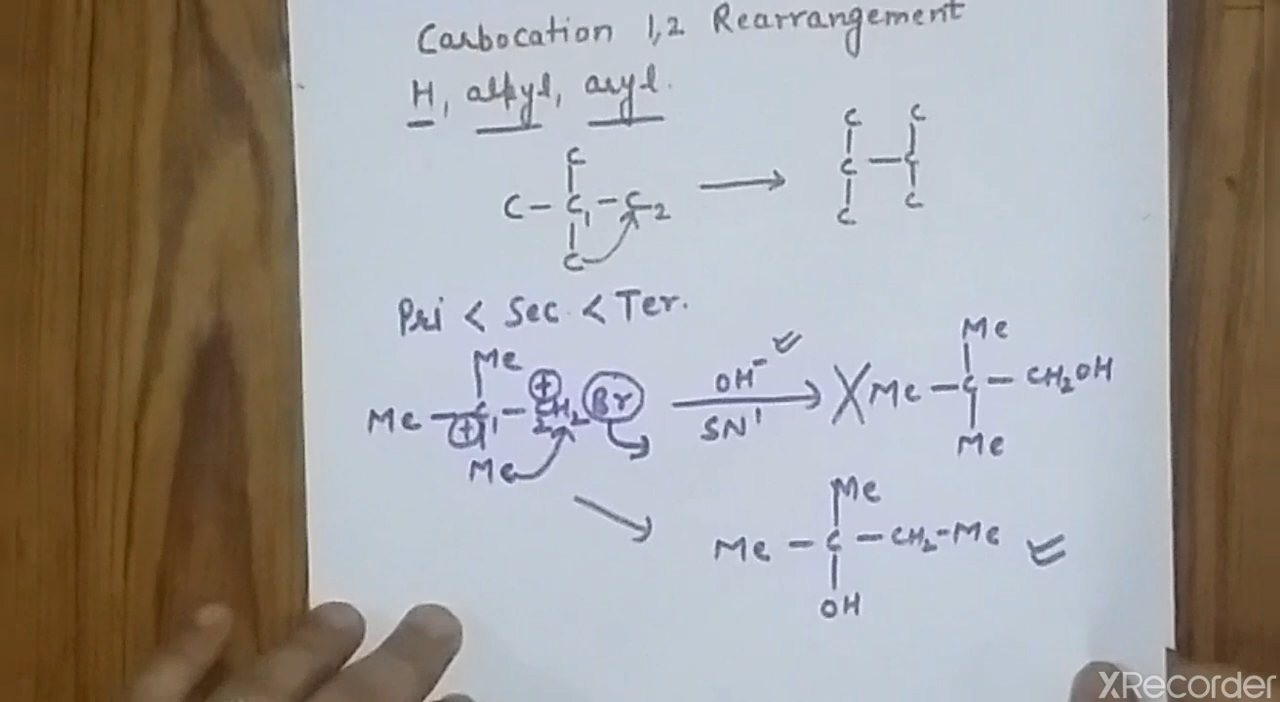 Carbocation 1,2 Rearrangement
H, alkyl, aryl.
C C C
C - C1 - C2 → C - C
C C C
Pri < Sec. < Ter.
Me Me
Me - C1 - CH2 Br OH- → X Me - C - CH2OH
⊕ ⊕ 2 SN1
Me Me
Me
Me - C - CH2-Me
OH
XRecorder